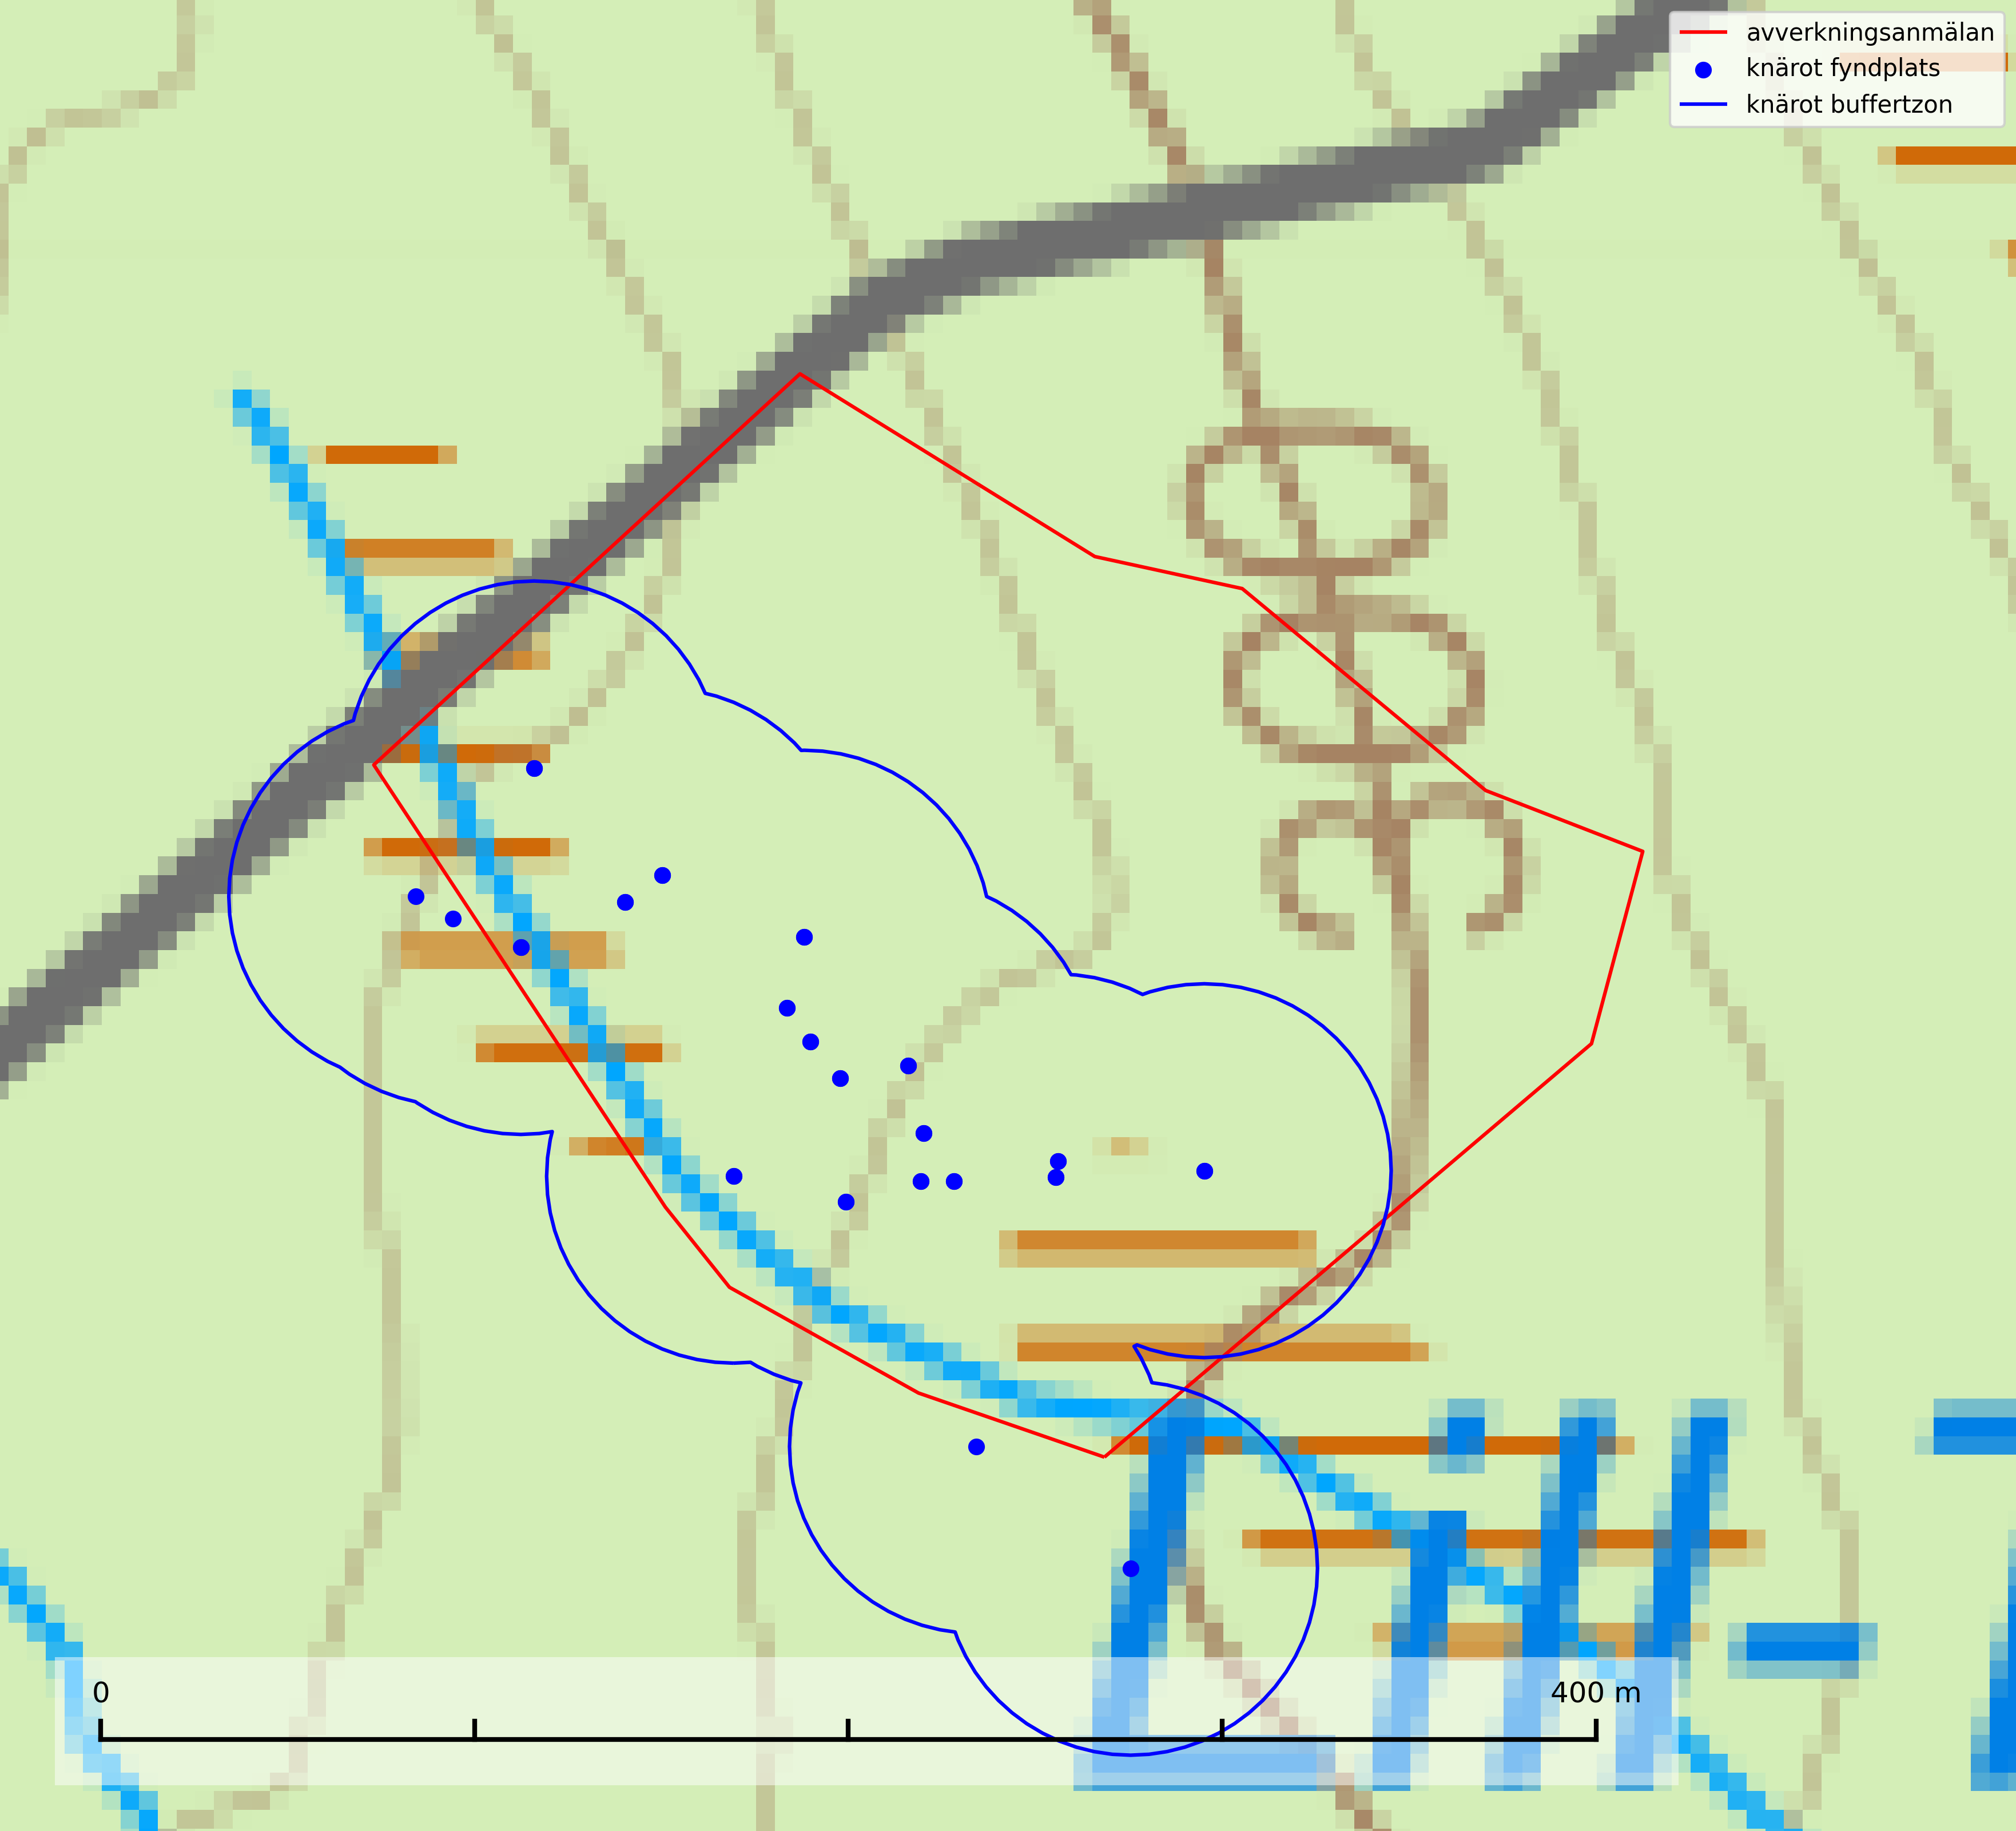 avverkningsanmälan
knärot fyndplats
knärot buffertzon
0 400 m